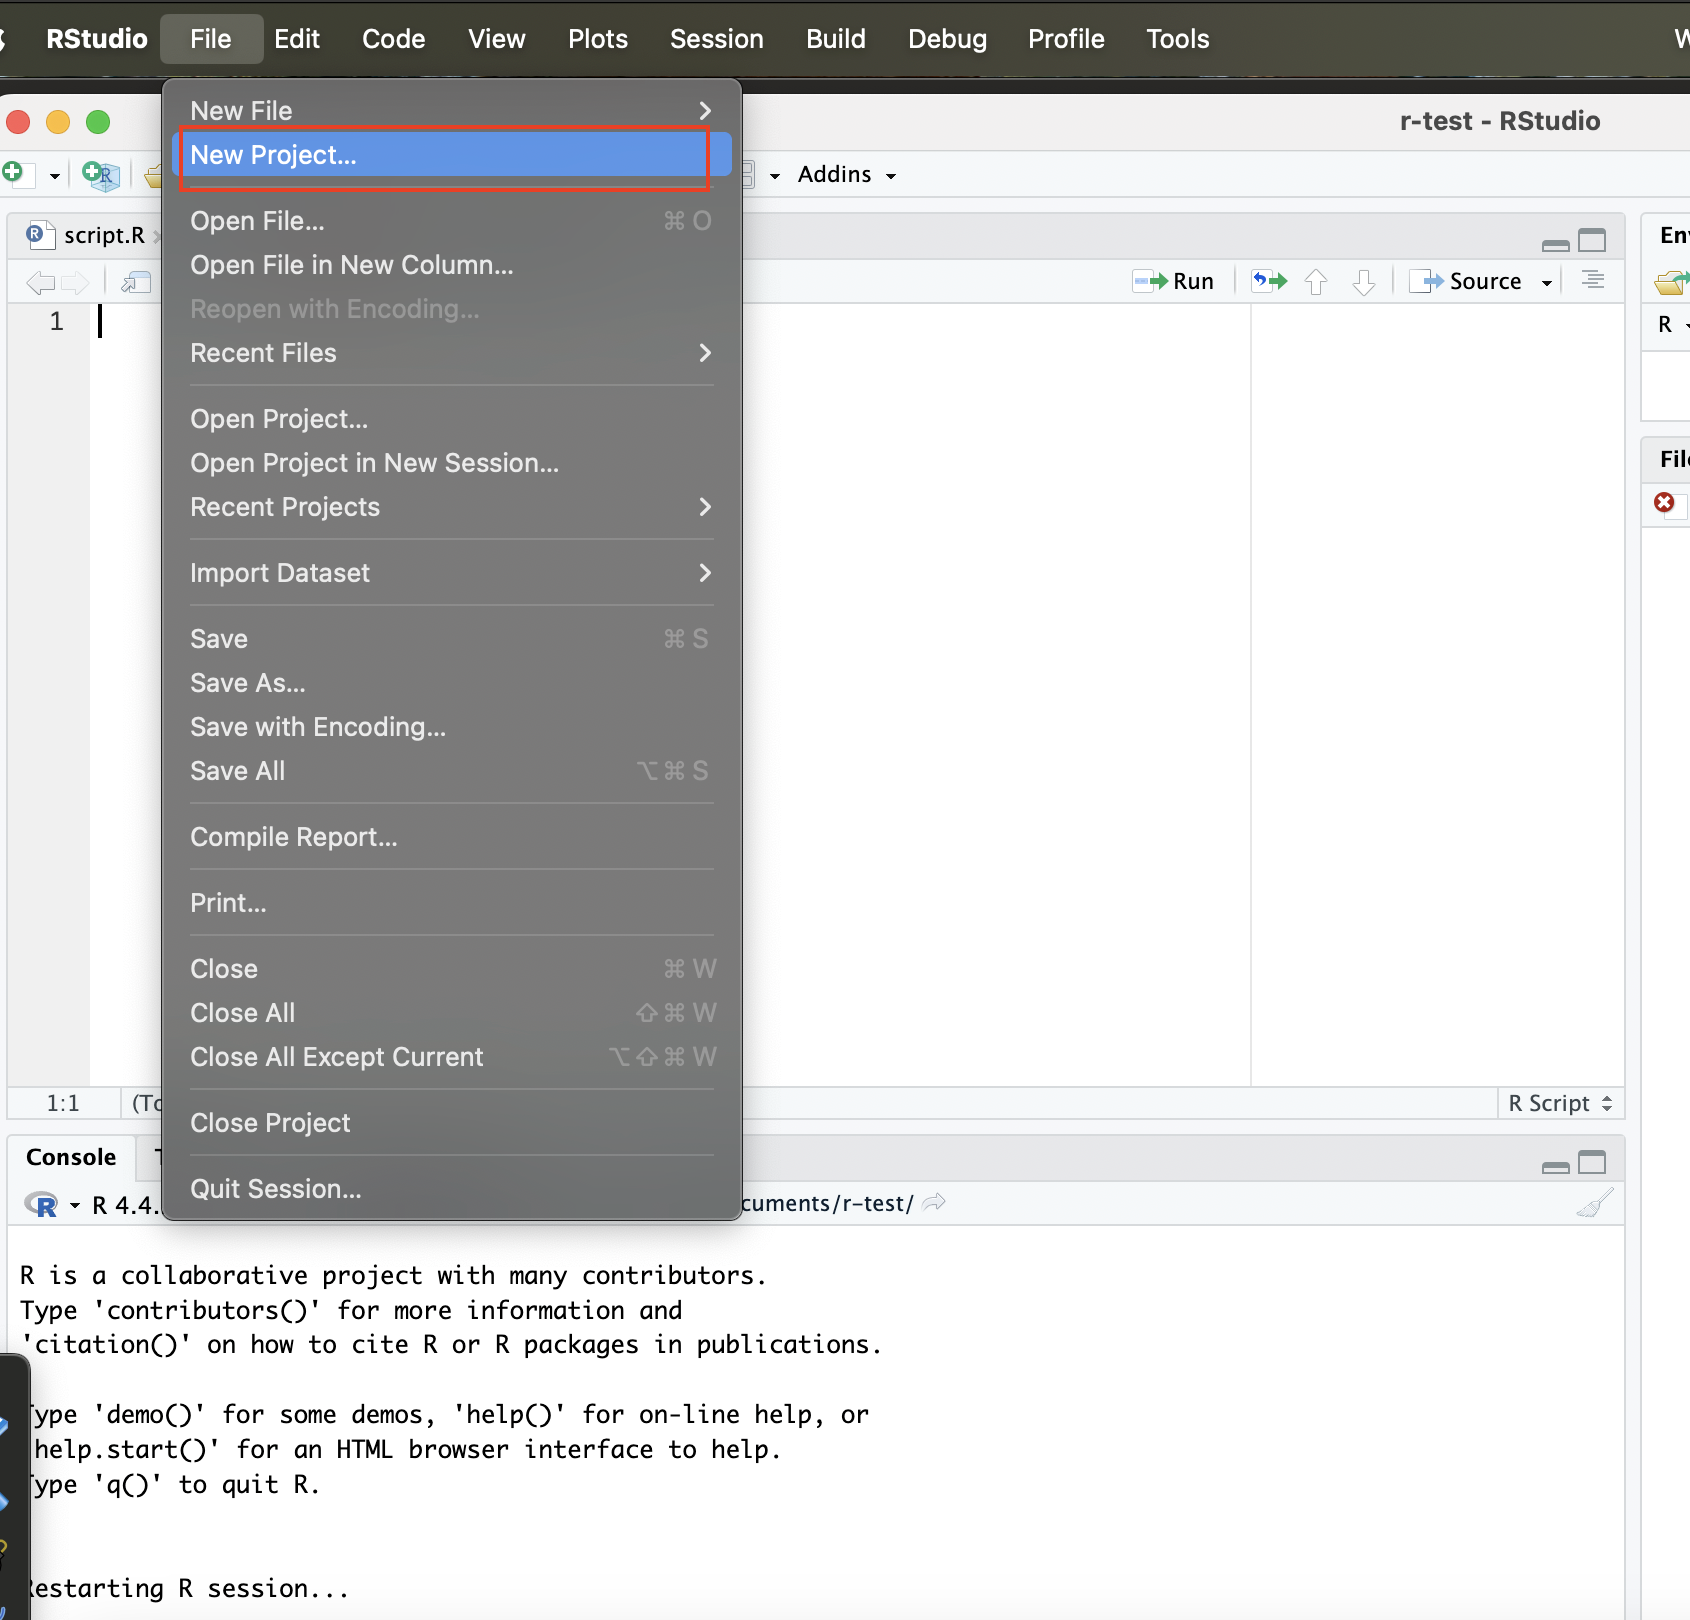 RStudio File Edit Code View Plots Session Build Debug Profile Tools
r-test - RStudio
New File
New Project...
Open File... ⌘ O
Open File in New Column...
Reopen with Encoding...
Recent Files
Open Project...
Open Project in New Session...
Recent Projects
Import Dataset
Save ⌘ S
Save As...
Save with Encoding...
Save All ⌥⌘ S
Compile Report...
Print...
Close ⌘ W
Close All ⇧⌘ W
Close All Except Current ⌥⇧⌘ W
Close Project
Quit Session...
Addins
script.R
Run Source
1
1:1 (To
R Script
Console
R 4.4. cuments/r-test/
R is a collaborative project with many contributors.
Type 'contributors()' for more information and
'citation()' on how to cite R or R packages in publications.
ype 'demo()' for some demos, 'help()' for on-line help, or
help.start()' for an HTML browser interface to help.
ype 'q()' to quit R.
estarting R session...
En
R
Fil